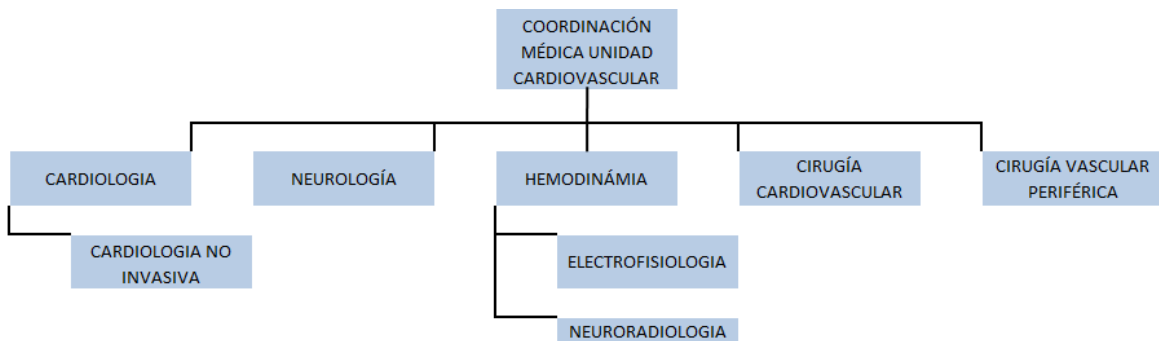 COORDINACIÓN
MÉDICA UNIDAD
CARDIOVASCULAR
CARDIOLOGIA
NEUROLOGÍA
HEMODINÁMIA
CIRUGÍA
CARDIOVASCULAR
CIRUGÍA VASCULAR
PERIFÉRICA
CARDIOLOGIA NO
INVASIVA
ELECTROFISIOLOGIA
NEURORADIOLOGIA